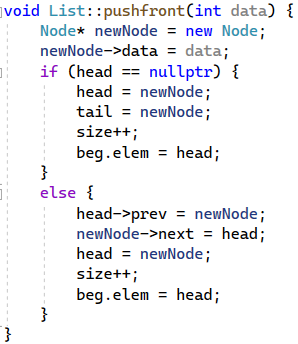 void List::pushfront(int data) {
    Node* newNode = new Node;
    newNode->data = data;
    if (head == nullptr) {
        head = newNode;
        tail = newNode;
        size++;
        beg.elem = head;
    }
    else {
        head->prev = newNode;
        newNode->next = head;
        head = newNode;
        size++;
        beg.elem = head;
    }
}